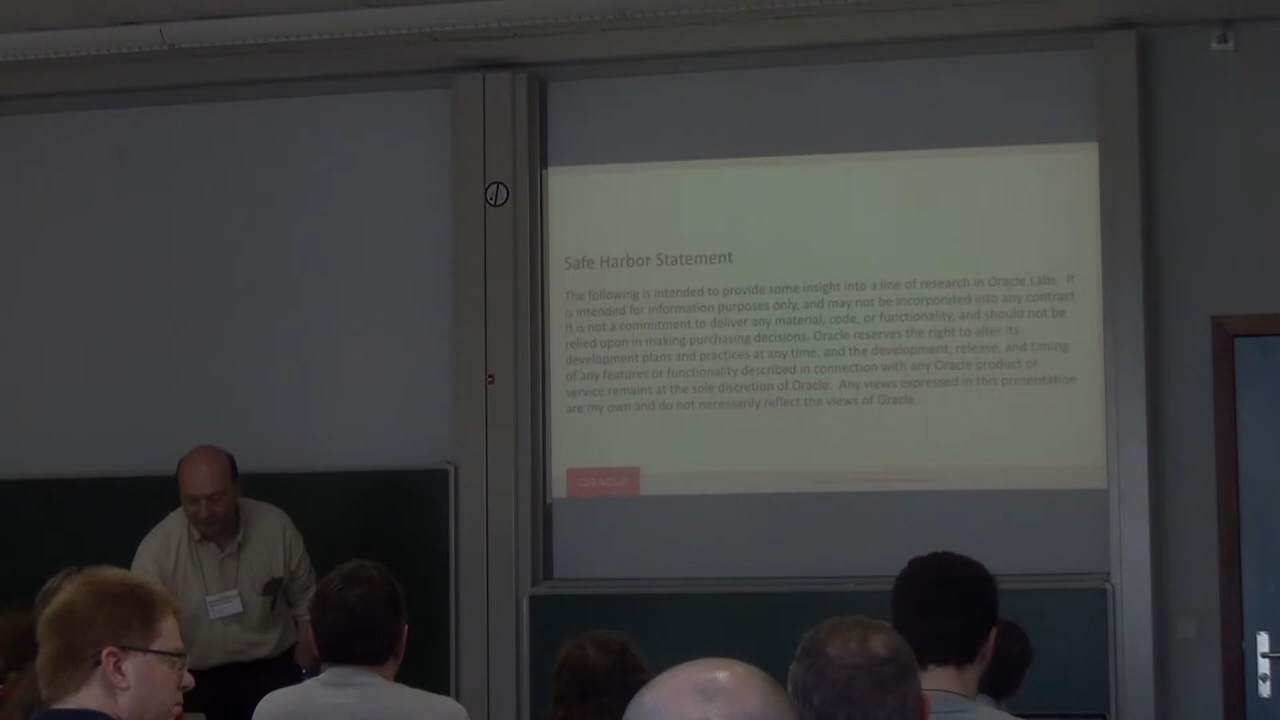 Safe Harbor Statement
The following is intended to provide some insight into a line of research in Oracle Labs. It
is intended for information purposes only, and may not be incorporated into any contract
It is not a commitment to deliver any material, code, or functionality, and should not be
relied upon in making purchasing decisions. Oracle reserves the right to alter its
development plans and practices at any time, and the development, release, and timing
of any features or functionality described in connection with any Oracle product or
service remains at the sole discretion of Oracle. Any views expressed in this presentation
are my own and do not necessarily reflect the views of Oracle.
ORACLE